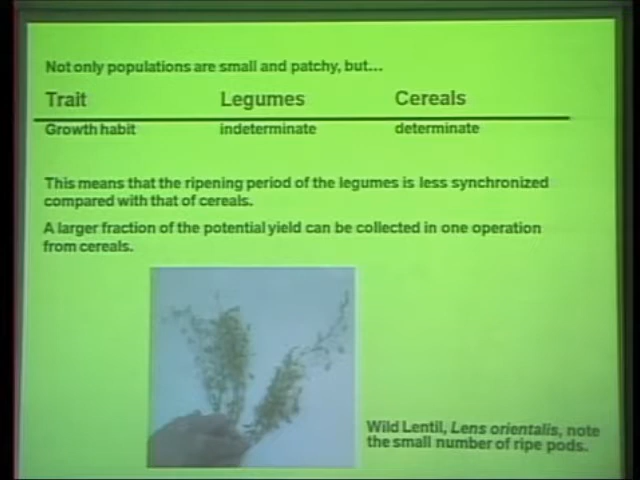 Not only populations are small and patchy, but...
Trait Legumes Cereals
Growth habit indeterminate determinate
This means that the ripening period of the legumes is less synchronized
compared with that of cereals.
A larger fraction of the potential yield can be collected in one operation
from cereals.
Wild Lentil, Lens orientalis, note
the small number of ripe pods.